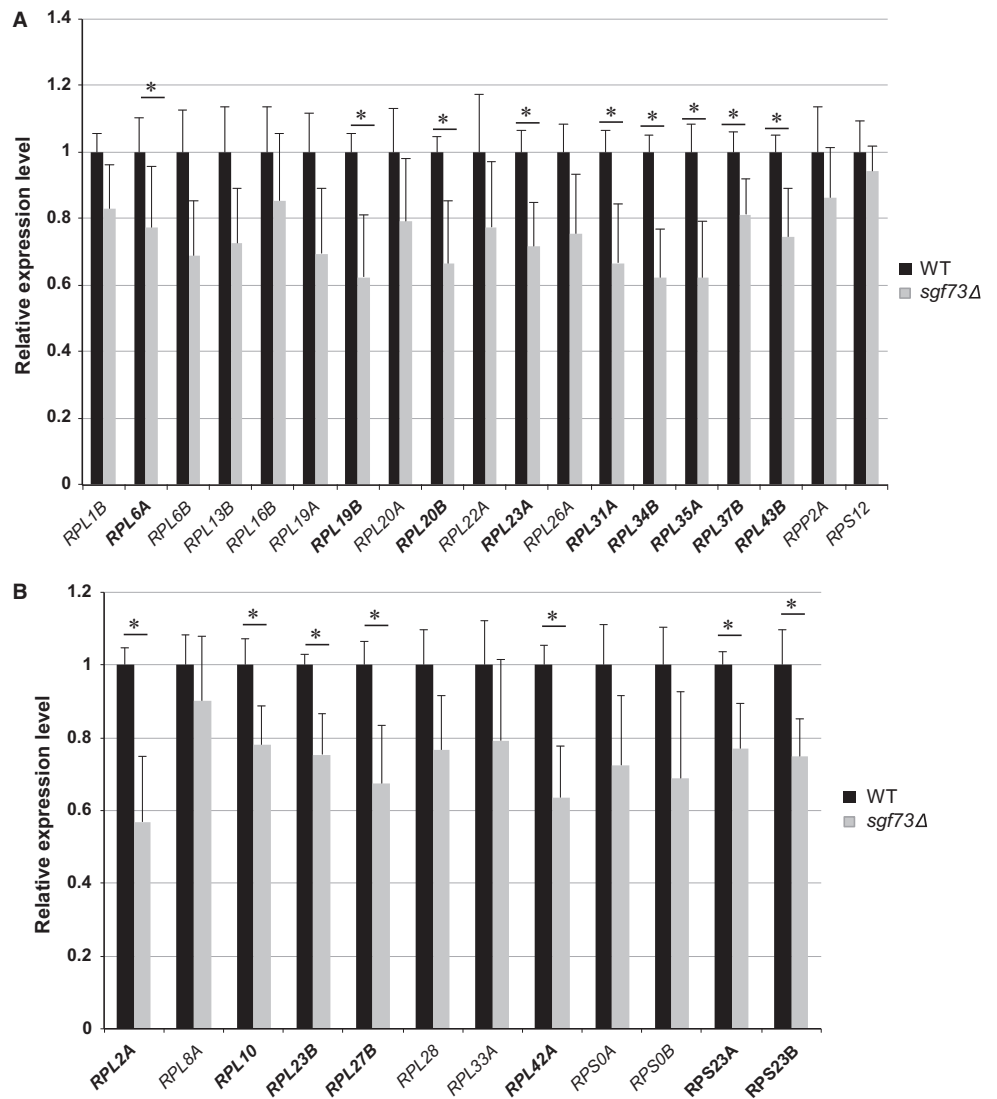 A
1.4
1.2
1
0.8
0.6
0.4
0.2
0
Relative expression level
* * * * * * * * *
RPL1B RPL6A RPL6B RPL13B RPL16B RPL19A RPL19B RPL20A RPL20B RPL22A RPL23A RPL26A RPL31A RPL34B RPL35A RPL37B RPL43B RPP2A RPS12
WT
sgf73Δ
B
1.2
1
0.8
0.6
0.4
0.2
0
Relative expression level
* * * * * * *
RPL2A RPL8A RPL10 RPL23B RPL27B RPL28 RPL33A RPL42A RPS0A RPS0B RPS23A RPS23B
WT
sgf73Δ